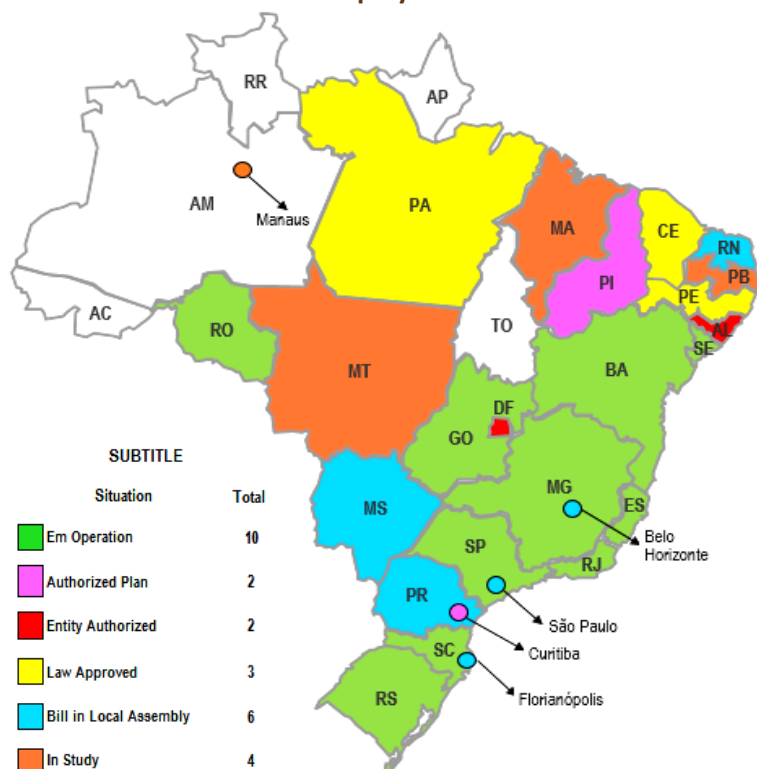 RR
AP
AM
Manaus
PA
MA
CE
RN
PB
PI
PE
AL
SE
AC
RO
TO
BA
MT
DF
GO
SUBTITLE
Situation Total
MS
MG
ES
Em Operation 10
Belo
Horizonte
SP
RJ
Authorized Plan 2
PR
Entity Authorized 2
São Paulo
Curitiba
SC
Law Approved 3
RS
Florianópolis
Bill in Local Assembly 6
In Study 4